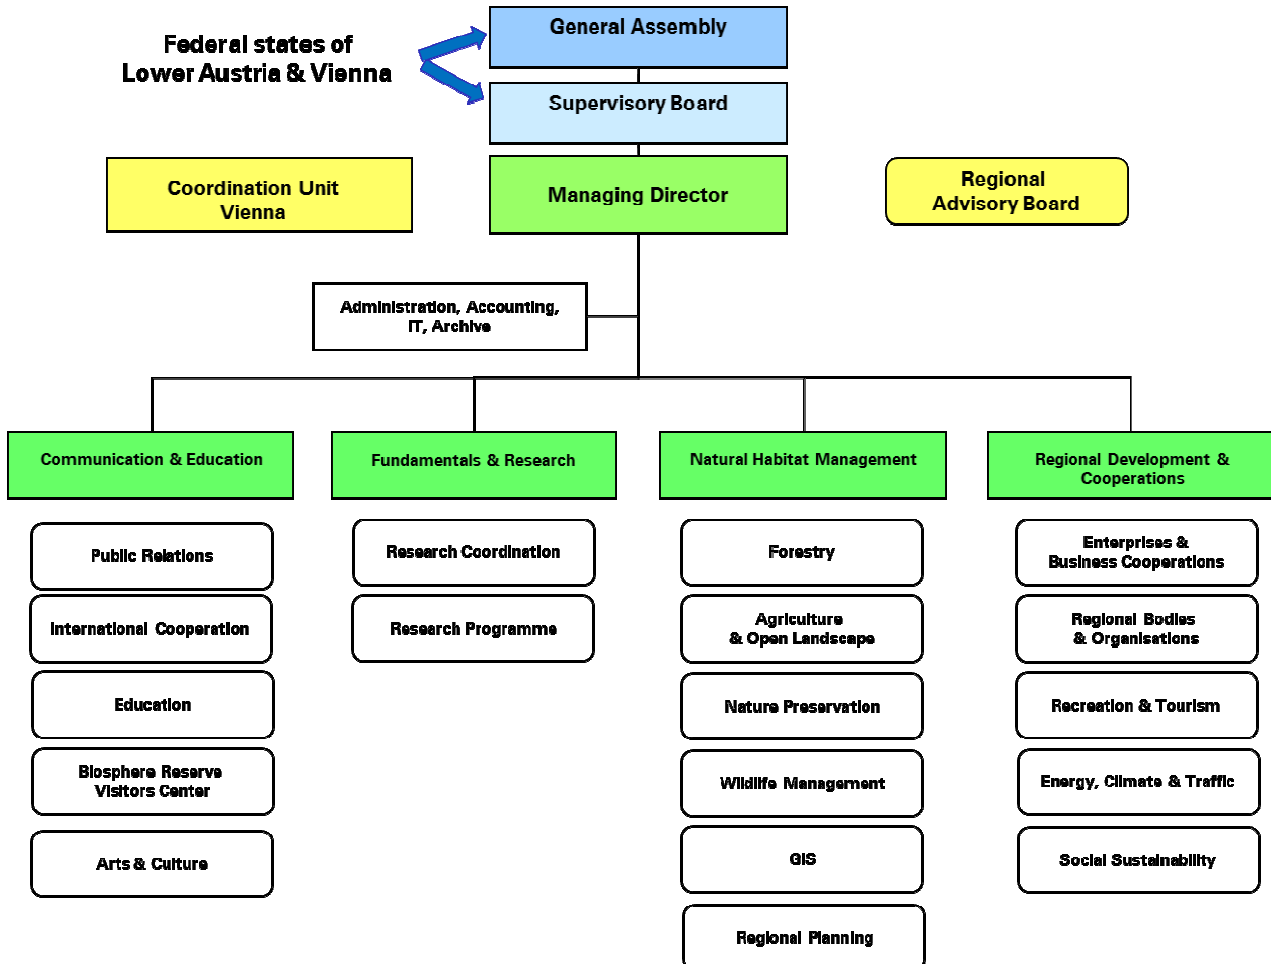 Federal states of
Lower Austria & Vienna
General Assembly
Supervisory Board
Coordination Unit
Vienna
Managing Director
Regional
Advisory Board
Administration, Accounting,
IT, Archive
Communication & Education
Fundamentals & Research
Natural Habitat Management
Regional Development &
Cooperations
Public Relations
International Cooperation
Education
Biosphere Reserve
Visitors Center
Arts & Culture
Research Coordination
Research Programme
Forestry
Agriculture
& Open Landscape
Nature Preservation
Wildlife Management
GIS
Regional Planning
Enterprises &
Business Cooperations
Regional Bodies
& Organisations
Recreation & Tourism
Energy, Climate & Traffic
Social Sustainability